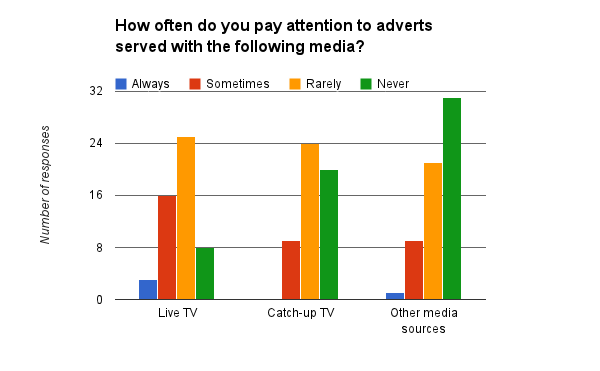 How often do you pay attention to adverts
served with the following media?
Always Sometimes Rarely Never
32
24
16
8
0
Number of responses
Live TV Catch-up TV Other media
sources